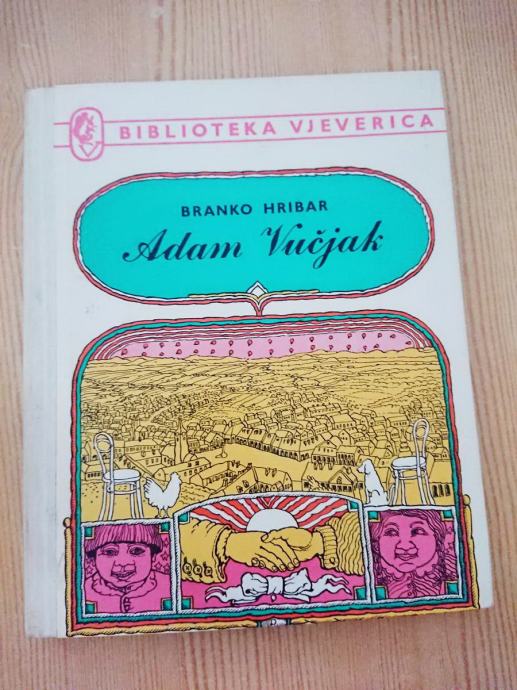 BIBLIOTEKA VJEVERICA
BRANKO HRIBAR
Adam Vučjak